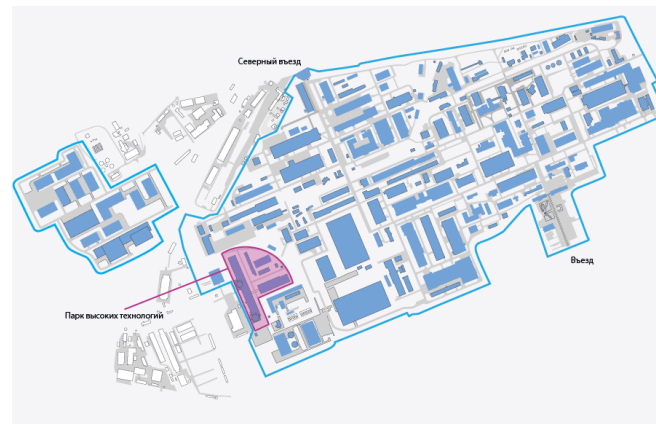 Северный въезд
Въезд
Парк высоких технологий